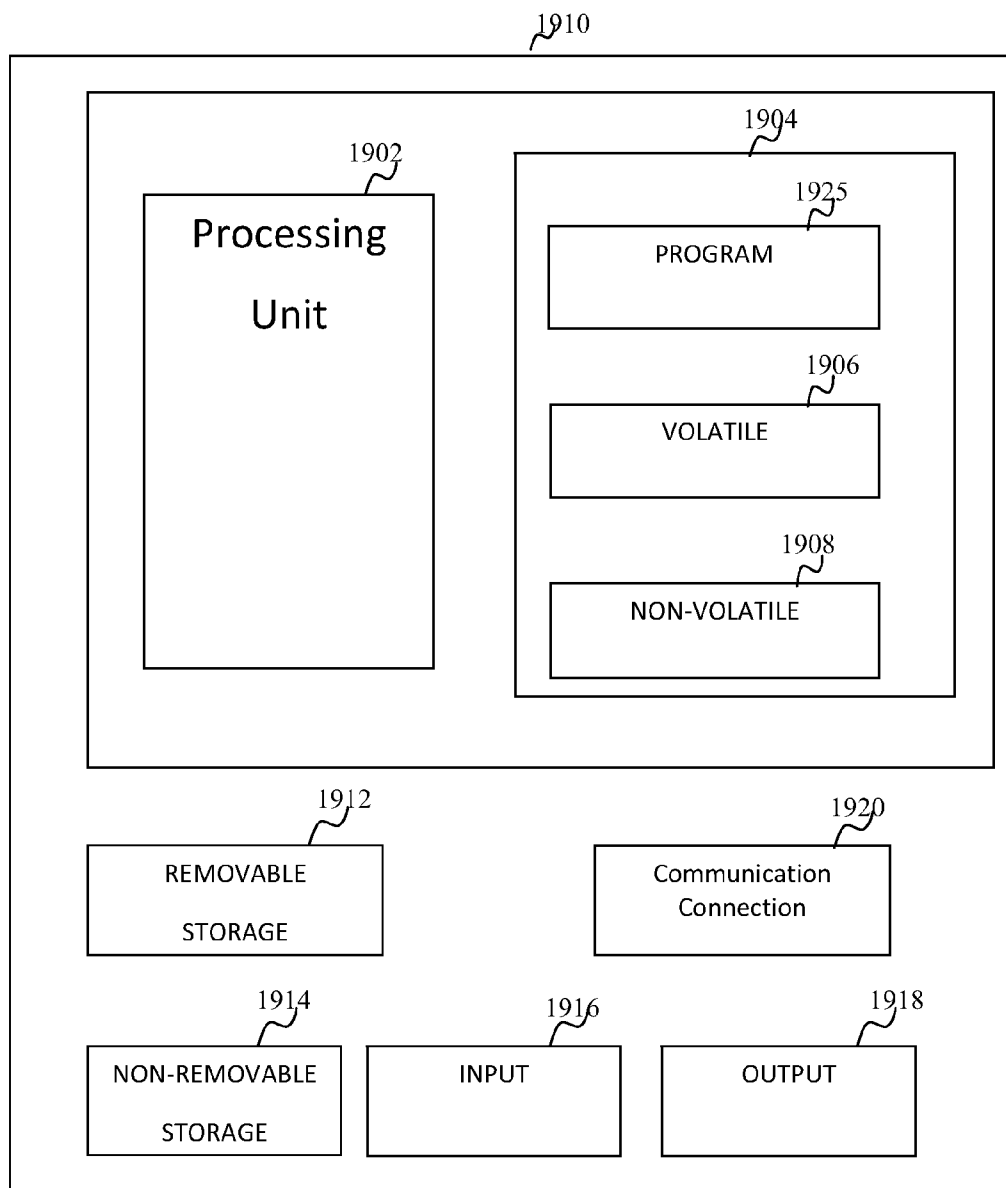 1910
1904
1902
Processing
Unit
1925
PROGRAM
1906
VOLATILE
1908
NON-VOLATILE
1912
REMOVABLE
STORAGE
1920
Communication
Connection
1914
NON-REMOVABLE
STORAGE
1916
INPUT
1918
OUTPUT